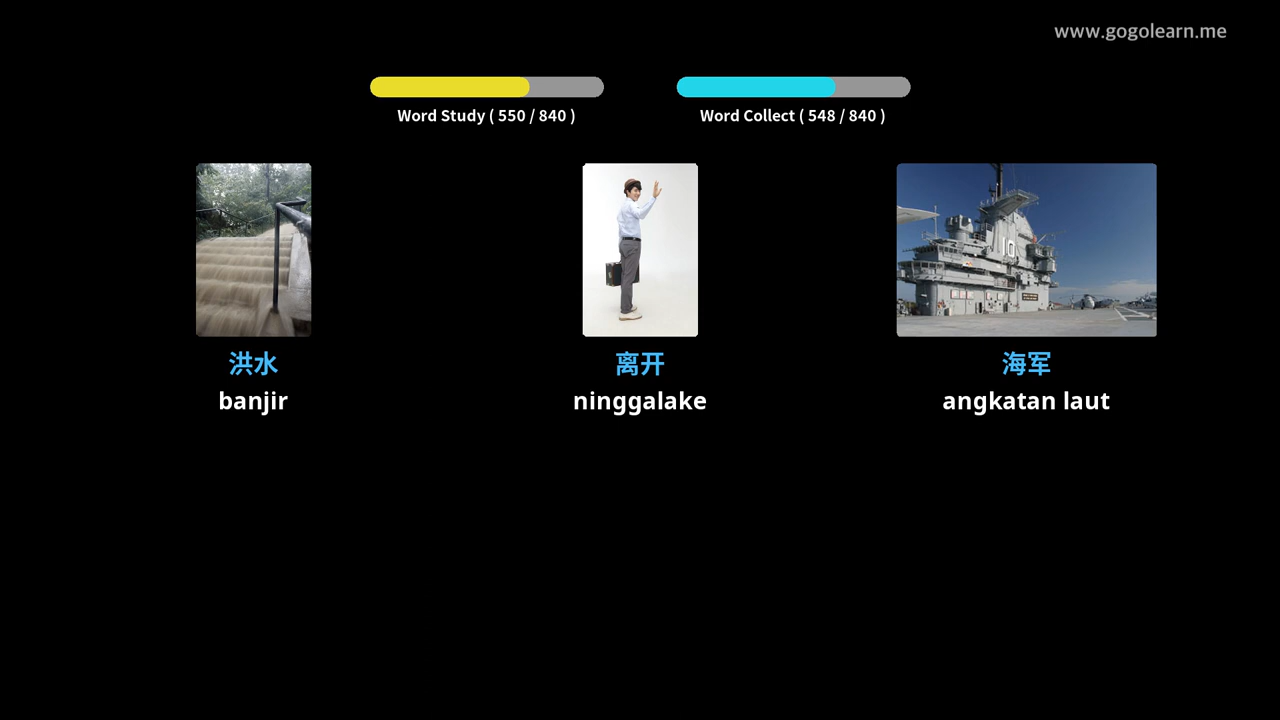 www.gogolearn.me
Word Study ( 550 / 840 )
Word Collect ( 548 / 840 )
洪水
banjir
离开
ninggalake
海军
angkatan laut
10